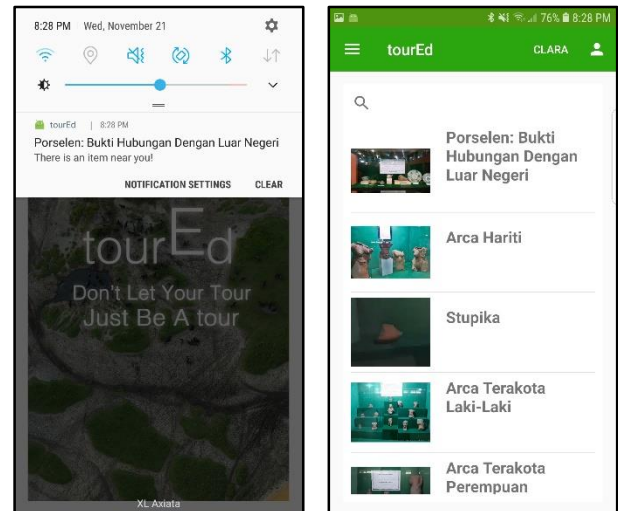 8:28 PM Wed, November 21
tourEd | 8:28 PM
Porselen: Bukti Hubungan Dengan Luar Negeri
There is an item near you!
NOTIFICATION SETTINGS CLEAR
tourEd
Don't Let Your Tour
Just Be A tour
XL Axiata
76% 8:28 PM
tourEd CLARA
Porselen: Bukti
Hubungan Dengan
Luar Negeri
Arca Hariti
Stupika
Arca Terakota
Laki-Laki
Arca Terakota
Perempuan